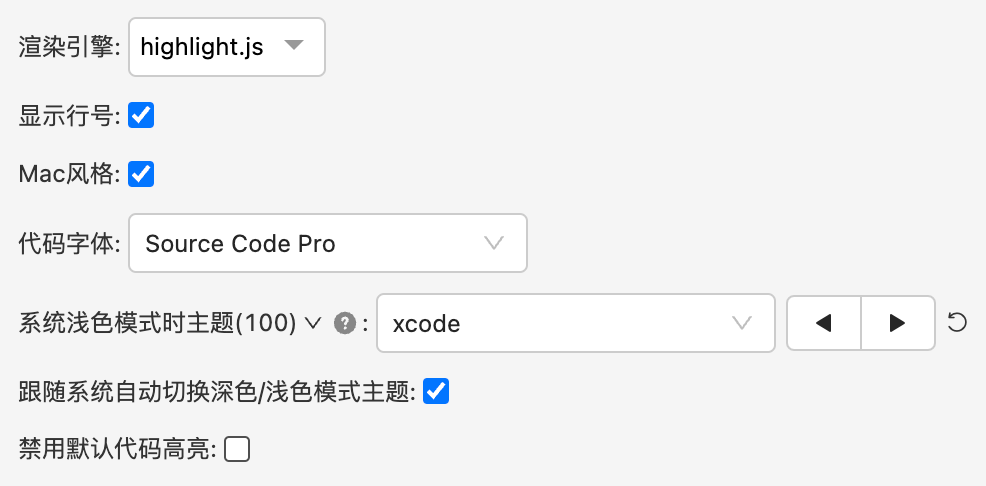 渲染引擎: highlight.js
显示行号:
Mac风格:
代码字体: Source Code Pro
系统浅色模式时主题(100) ? : xcode
跟随系统自动切换深色/浅色模式主题:
禁用默认代码高亮: